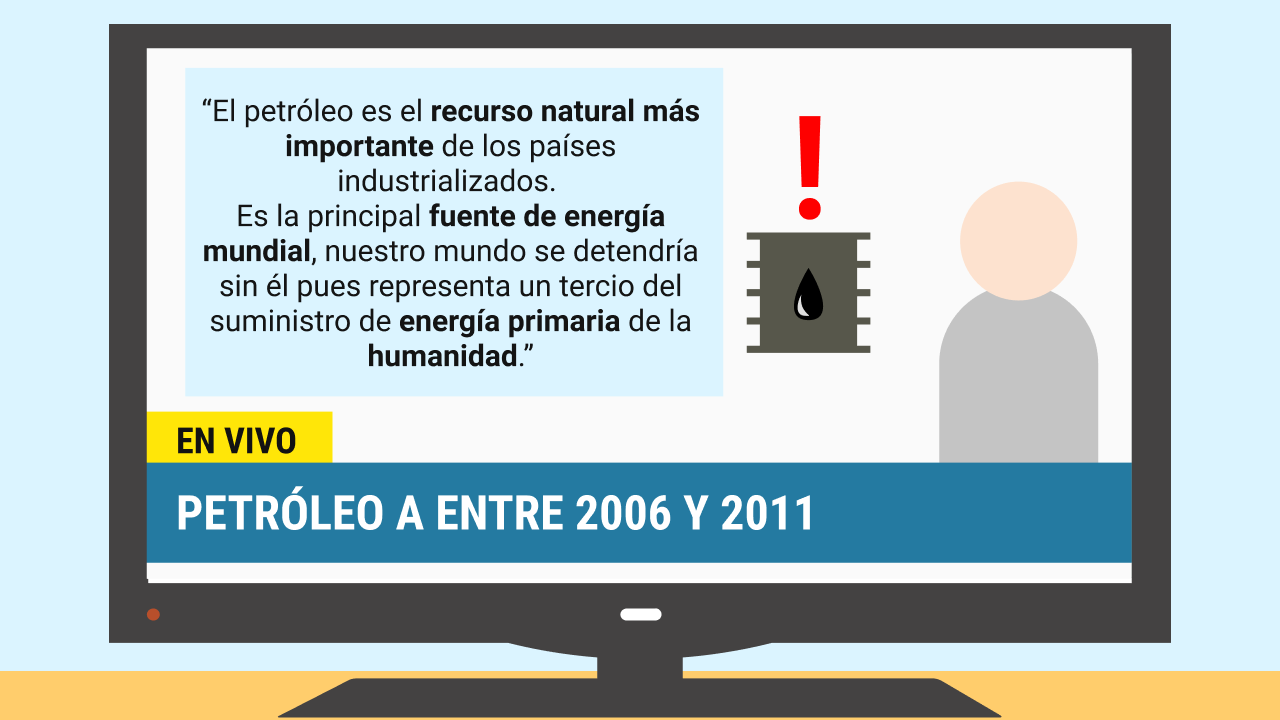 “El petróleo es el recurso natural más
importante de los países
industrializados.
Es la principal fuente de energía
mundial, nuestro mundo se detendría
sin él pues representa un tercio del
suministro de energía primaria de la
humanidad.”
EN VIVO
PETRÓLEO A ENTRE 2006 Y 2011